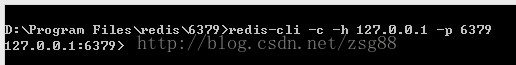 D:\Program Files\redis\6379>redis-cli -c -h 127.0.0.1 -p 6379
127.0.0.1:6379>
http://blog.csdn.net/zsg88